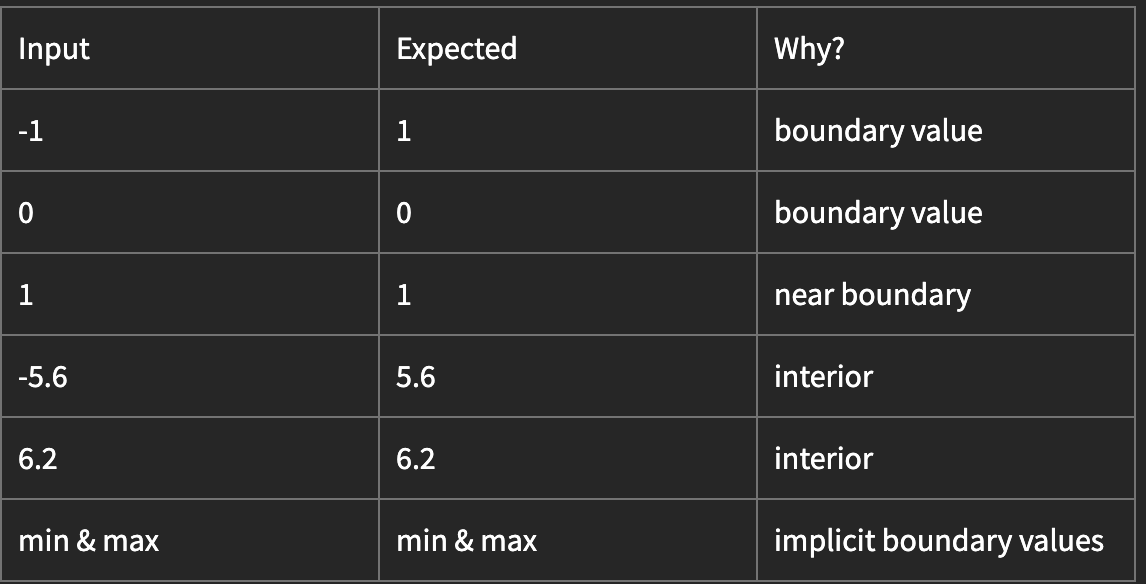 Input Expected Why?
-1 1 boundary value
0 0 boundary value
1 1 near boundary
-5.6 5.6 interior
6.2 6.2 interior
min & max min & max implicit boundary values